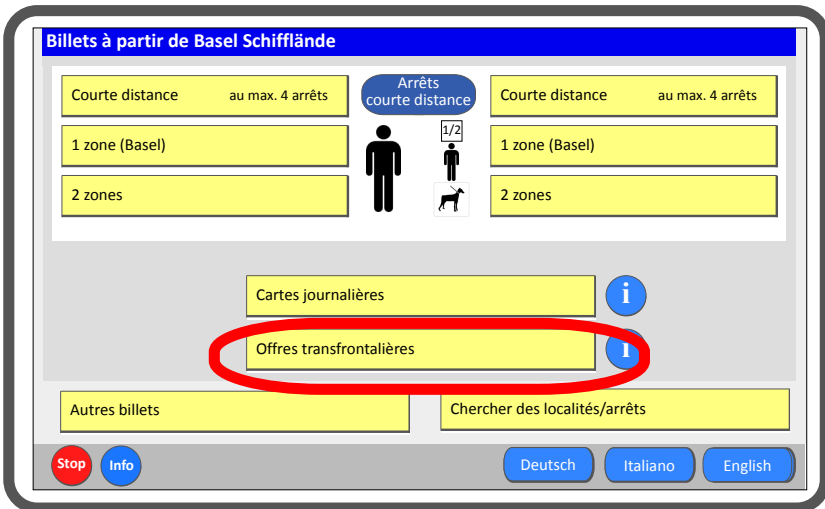 Billets à partir de Basel Schifflände
Courte distance au max. 4 arrêts
Arrêts
courte distance
Courte distance au max. 4 arrêts
1 zone (Basel)
1/2
1 zone (Basel)
2 zones
2 zones
Cartes journalières
i
Offres transfrontalières
i
Autres billets
Chercher des localités/arrêts
Stop
Info
Deutsch
Italiano
English